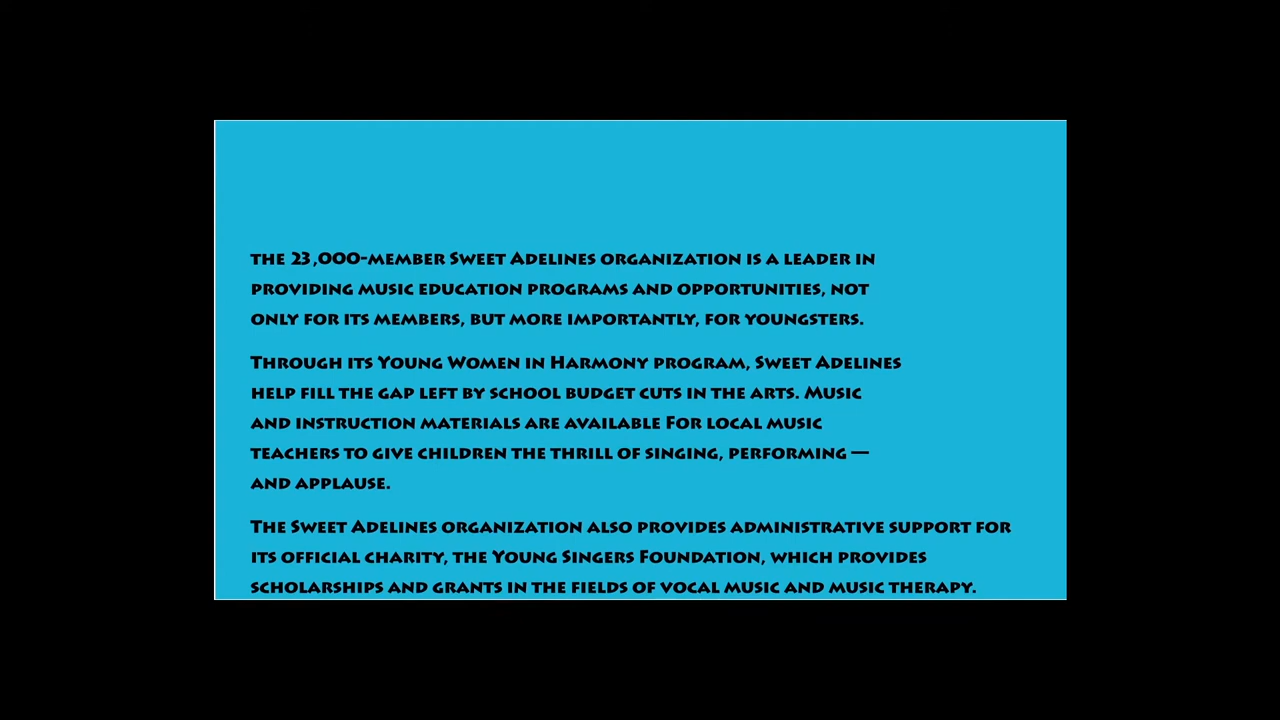 the 23,000-member Sweet Adelines organization is a leader in
providing music education programs and opportunities, not
only for its members, but more importantly, for youngsters.
Through its Young Women in Harmony program, Sweet Adelines
help fill the gap left by school budget cuts in the arts. Music
and instruction materials are available For local music
teachers to give children the thrill of singing, performing —
and applause.
The Sweet Adelines organization also provides administrative support for
its official charity, the Young Singers Foundation, which provides
scholarships and grants in the fields of vocal music and music therapy.